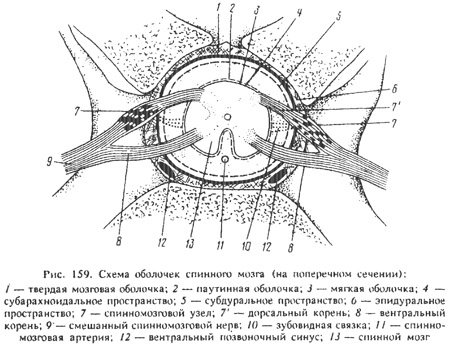 1 2 3 4 5
6
7'
7 7
9
8 12 13 11 10 12 8
Рис. 159. Схема оболочек спинного мозга (на поперечном сечении):
1 — твердая мозговая оболочка; 2 — паутинная оболочка; 3 — мягкая оболочка; 4 —
субарахноидальное пространство; 5 — субдуральное пространство; 6 — эпидуральное
пространство; 7 — спинномозговой узел; 7' — дорсальный корень; 8 — вентральный
корень; 9 — смешанный спинномозговой нерв; 10 — зубовидная связка; 11 — спинно-
мозговая артерия; 12 — вентральный позвоночный синус; 13 — спинной мозг